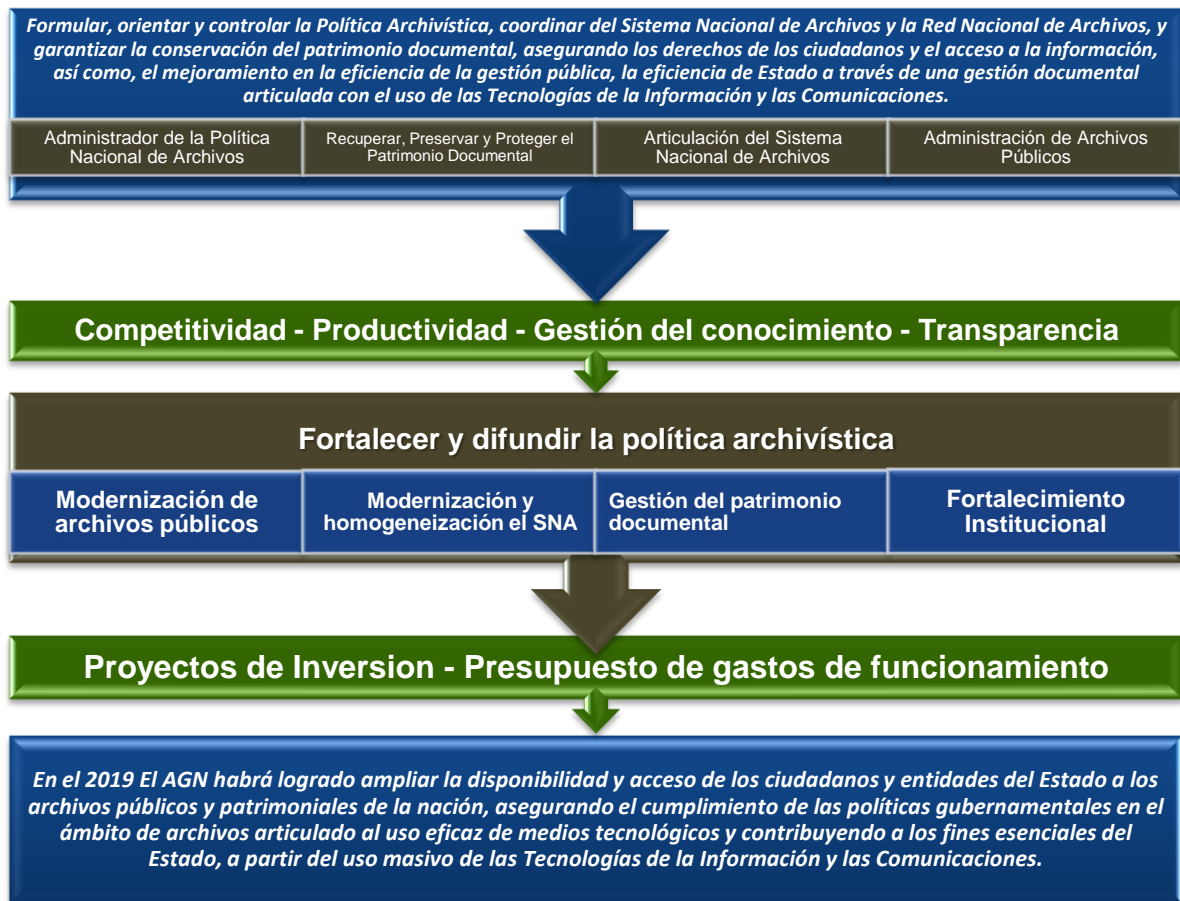 Formular, orientar y controlar la Política Archivística, coordinar del Sistema Nacional de Archivos y la Red Nacional de Archivos, y
garantizar la conservación del patrimonio documental, asegurando los derechos de los ciudadanos y el acceso a la información,
así como, el mejoramiento en la eficiencia de la gestión pública, la eficiencia de Estado a través de una gestión documental
articulada con el uso de las Tecnologías de la Información y las Comunicaciones.
Administrador de la Política
Nacional de Archivos
Recuperar, Preservar y Proteger el
Patrimonio Documental
Articulación del Sistema
Nacional de Archivos
Administración de Archivos
Públicos
Competitividad - Productividad - Gestión del conocimiento - Transparencia
Fortalecer y difundir la política archivística
Modernización de
archivos públicos
Modernización y
homogeneización el SNA
Gestión del patrimonio
documental
Fortalecimiento
Institucional
Proyectos de Inversion - Presupuesto de gastos de funcionamiento
En el 2019 El AGN habrá logrado ampliar la disponibilidad y acceso de los ciudadanos y entidades del Estado a los
archivos públicos y patrimoniales de la nación, asegurando el cumplimiento de las políticas gubernamentales en el
ámbito de archivos articulado al uso eficaz de medios tecnológicos y contribuyendo a los fines esenciales del
Estado, a partir del uso masivo de las Tecnologías de la Información y las Comunicaciones.